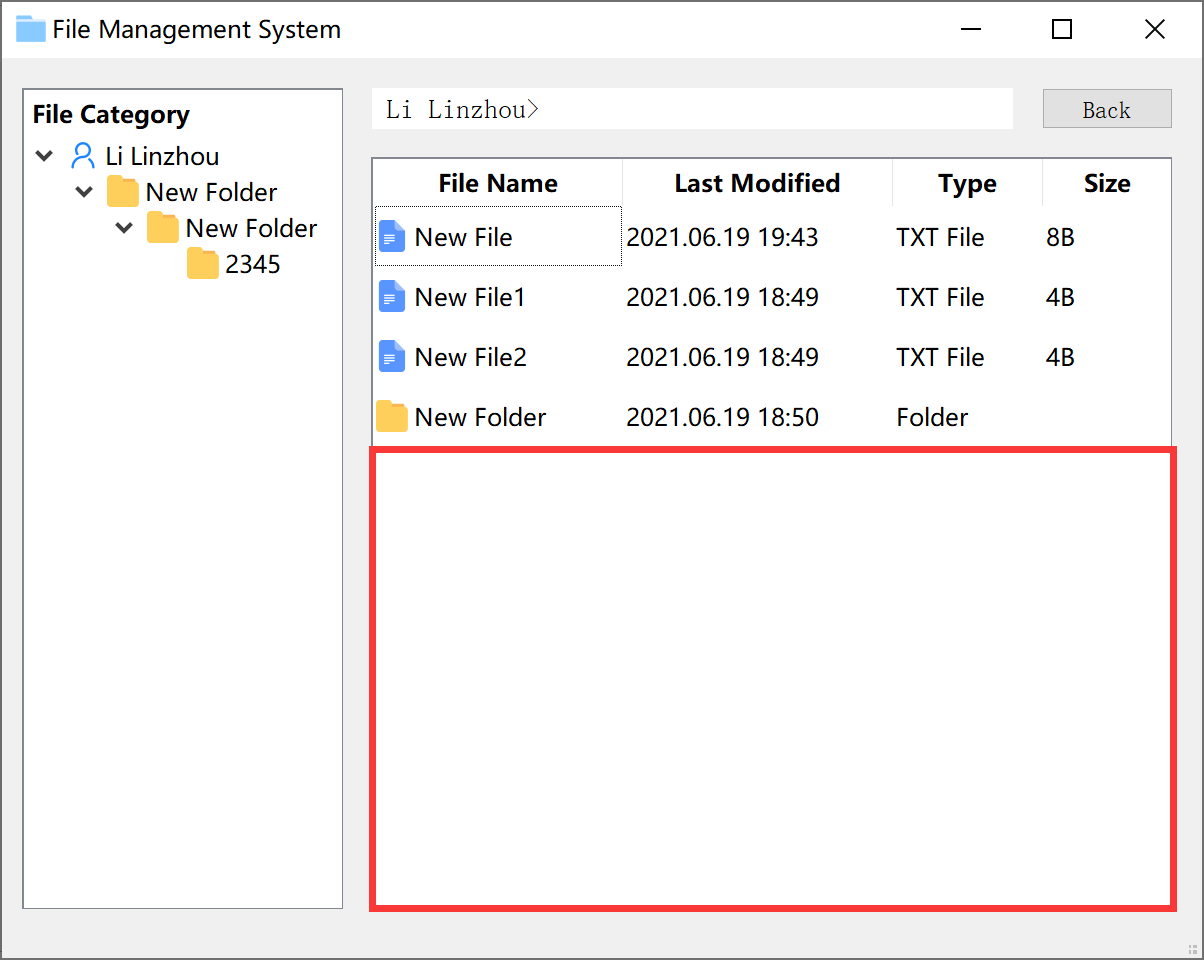 File Management System
File Category
Li Linzhou
New Folder
New Folder
2345
Li Linzhou>
Back
File Name Last Modified Type Size
New File 2021.06.19 19:43 TXT File 8B
New File1 2021.06.19 18:49 TXT File 4B
New File2 2021.06.19 18:49 TXT File 4B
New Folder 2021.06.19 18:50 Folder